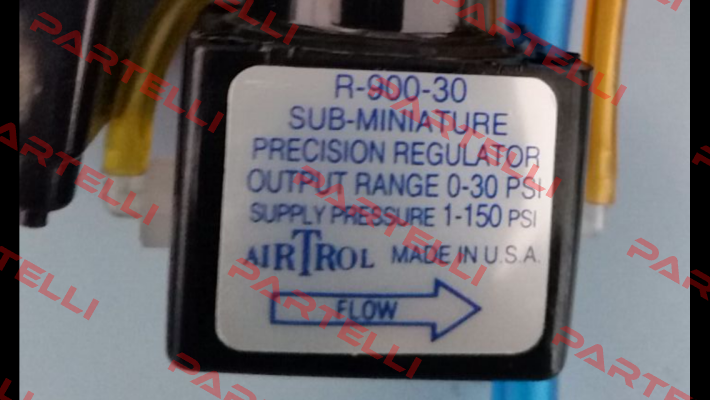 R-900-30
SUB-MINIATURE
PRECISION REGULATOR
OUTPUT RANGE 0-30 PSI
SUPPLY PRESSURE 1-150 PSI
AIRTROL MADE IN U.S.A.
FLOW
PARTELLI
PARTELLI
PARTELLI
PARTELLI
PARTELLI
PARTELLI